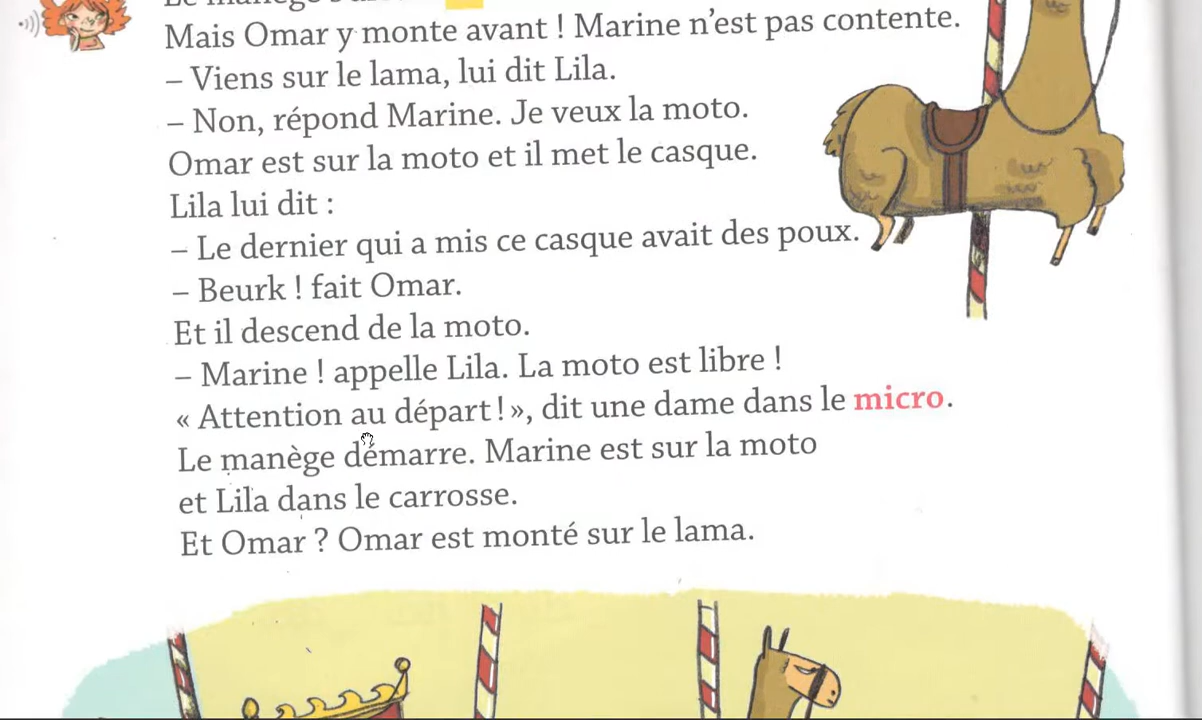 Mais Omar y monte avant ! Marine n'est pas contente.
– Viens sur le lama, lui dit Lila.
– Non, répond Marine. Je veux la moto.
Omar est sur la moto et il met le casque.
Lila lui dit :
– Le dernier qui a mis ce casque avait des poux.
– Beurk ! fait Omar.
Et il descend de la moto.
– Marine ! appelle Lila. La moto est libre !
« Attention au départ ! », dit une dame dans le micro.
Le manège démarre. Marine est sur la moto
et Lila dans le carrosse.
Et Omar ? Omar est monté sur le lama.